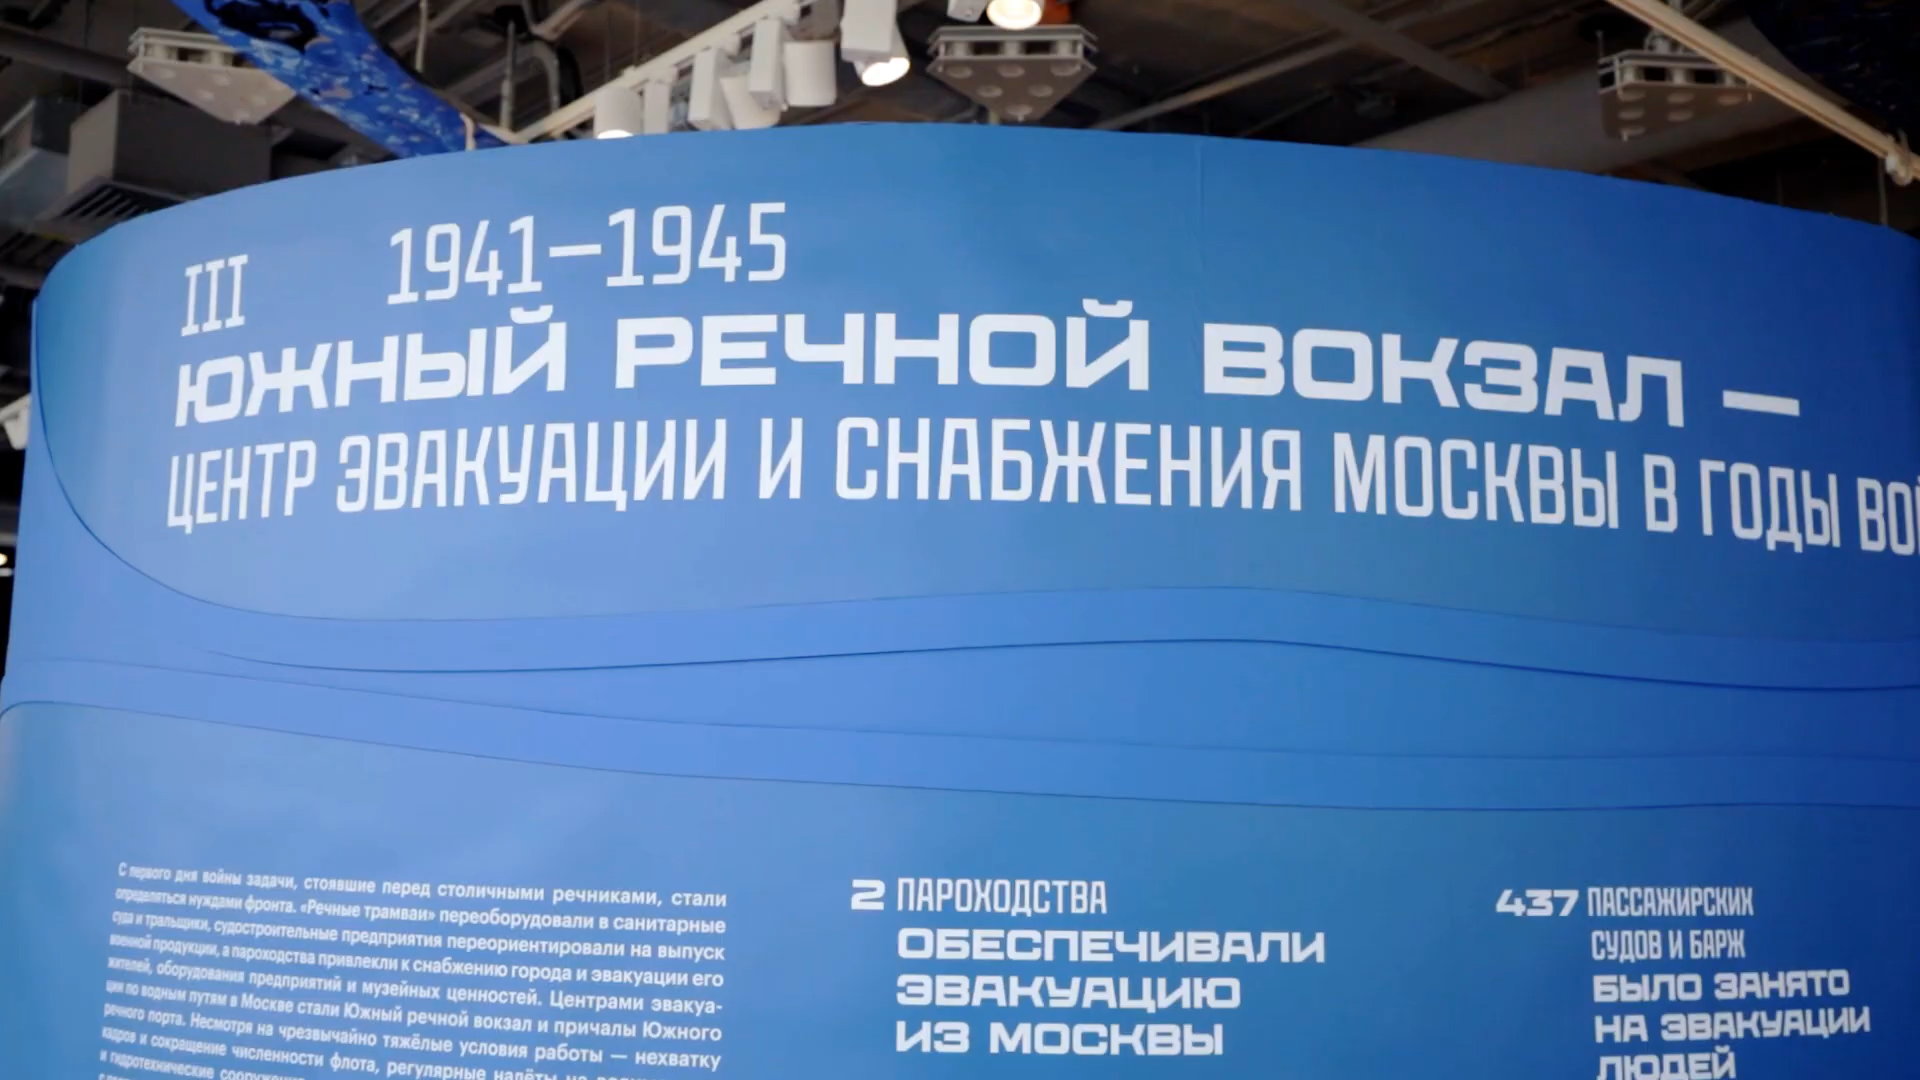 III 1941–1945
ЮЖНЫЙ РЕЧНОЙ ВОКЗАЛ –
ЦЕНТР ЭВАКУАЦИИ И СНАБЖЕНИЯ МОСКВЫ В ГОДЫ
С первого дня войны задачи, стоявшие перед столичными речниками, стали
определяться нуждами фронта. «Речные трамваи» переоборудовали в санитарные
суда и тральщики, судостроительные предприятия переориентировали на выпуск
военной продукции, а пароходства привлекли к снабжению города и эвакуации его
жителей, оборудования предприятий и музейных ценностей. Центрами эвакуа-
ции по водным путям в Москве стали Южный речной вокзал и причалы Южного
речного порта. Несмотря на чрезвычайно тяжёлые условия работы — нехватку
кадров и сокращение численности флота, регулярные налёты на
и гидротехнические
2 ПАРОХОДСТВА
ОБЕСПЕЧИВАЛИ
ЭВАКУАЦИЮ
ИЗ МОСКВЫ
437 ПАССАЖИРСКИХ
СУДОВ И БАРЖ
БЫЛО ЗАНЯТО
НА ЭВАКУАЦИИ
ЛЮДЕЙ